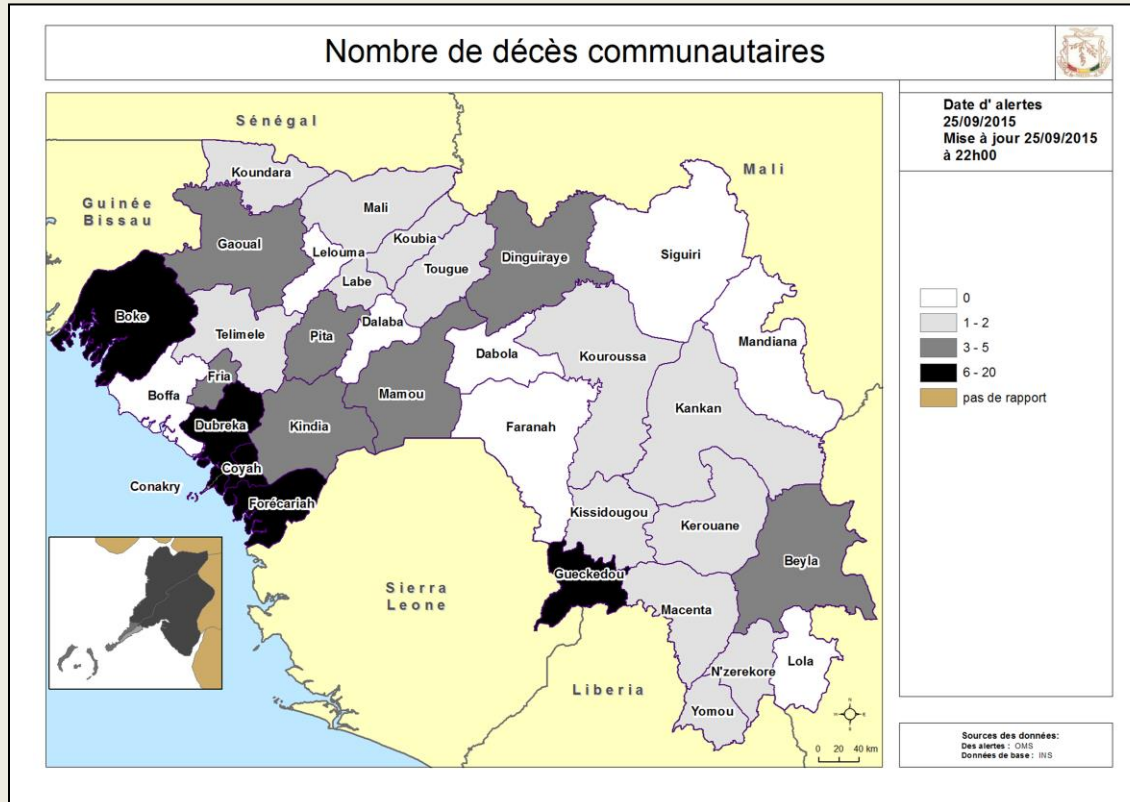 Nombre de décès communautaires
Date d' alertes
25/09/2015
Mise à jour 25/09/2015
à 22h00
0
1 - 2
3 - 5
6 - 20
pas de rapport
Sénégal
Mali
Guinée
Bissau
Koundara
Mali
Gaoual
Koubia
Lelouma
Tougue
Dinguiraye
Siguiri
Labe
Boke
Telimele
Pita
Dalaba
Dabola
Kouroussa
Mandiana
Fria
Boffa
Mamou
Kankan
Dubreka
Kindia
Faranah
Coyah
Conakry
Forécariah
Kissidougou
Kerouane
Beyla
Gueckedou
Sierra
Leone
Macenta
N'zerekore
Lola
Liberia
Yomou
0 20 40 km
Sources des données:
Des alertes : OMS
Données de base : INS